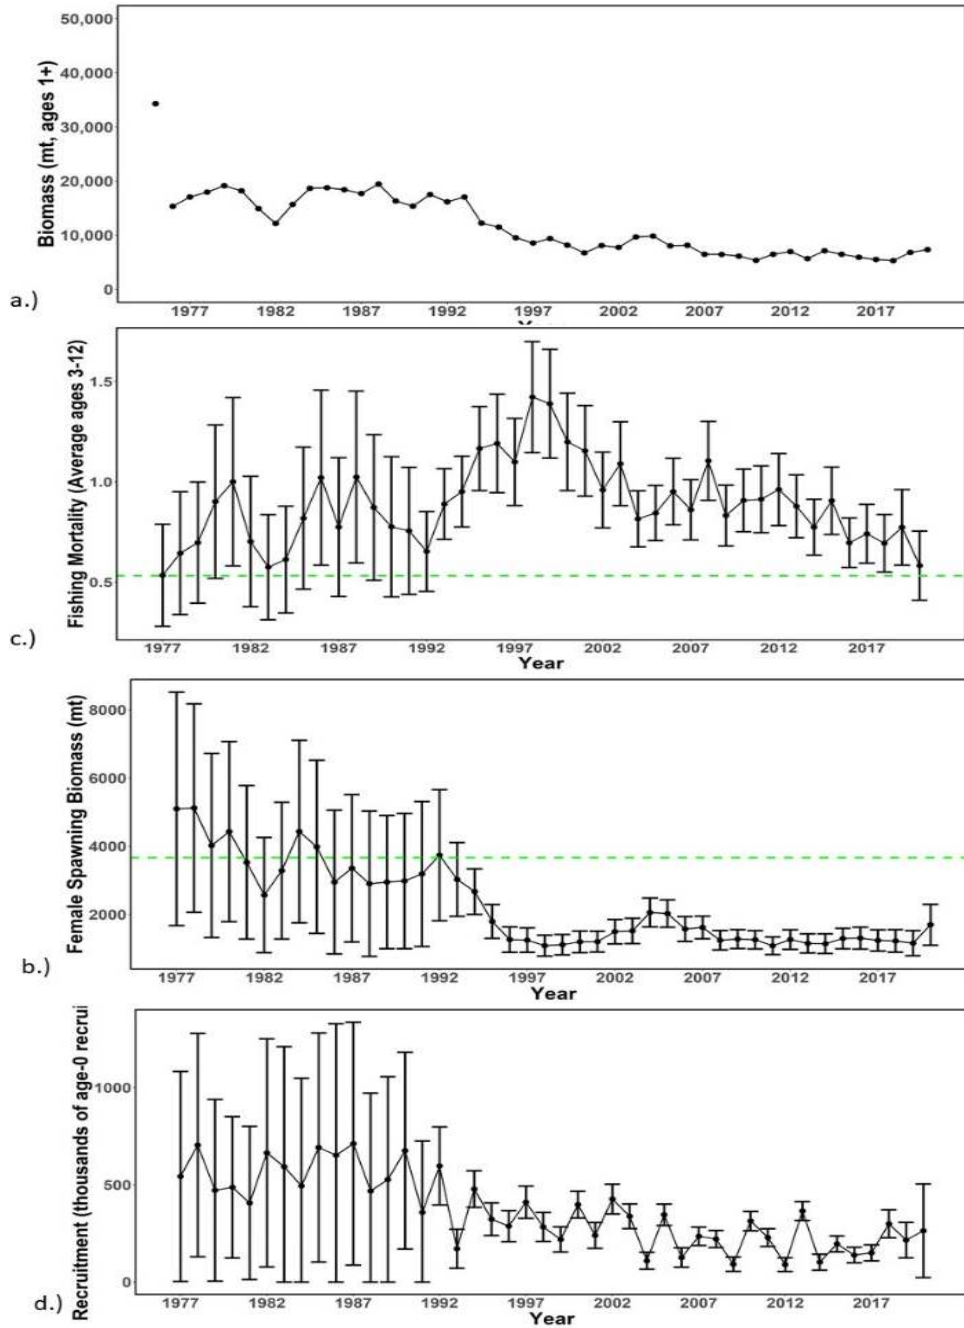 Biomass (mt, ages 1+)
50,000
40,000
30,000
20,000
10,000
0
1977 1982 1987 1992 1997 2002 2007 2012 2017
a.)
Fishing Mortality (Average ages 3-12)
1.5
1.0
0.5
1977 1982 1987 1992 1997 2002 2007 2012 2017
Year
c.)
Female Spawning Biomass (mt)
8000
6000
4000
2000
1977 1982 1987 1992 1997 2002 2007 2012 2017
Year
b.)
Recruitment (thousands of age-0 recrui
1000
500
0
1977 1982 1987 1992 1997 2002 2007 2012 2017
Year
d.)